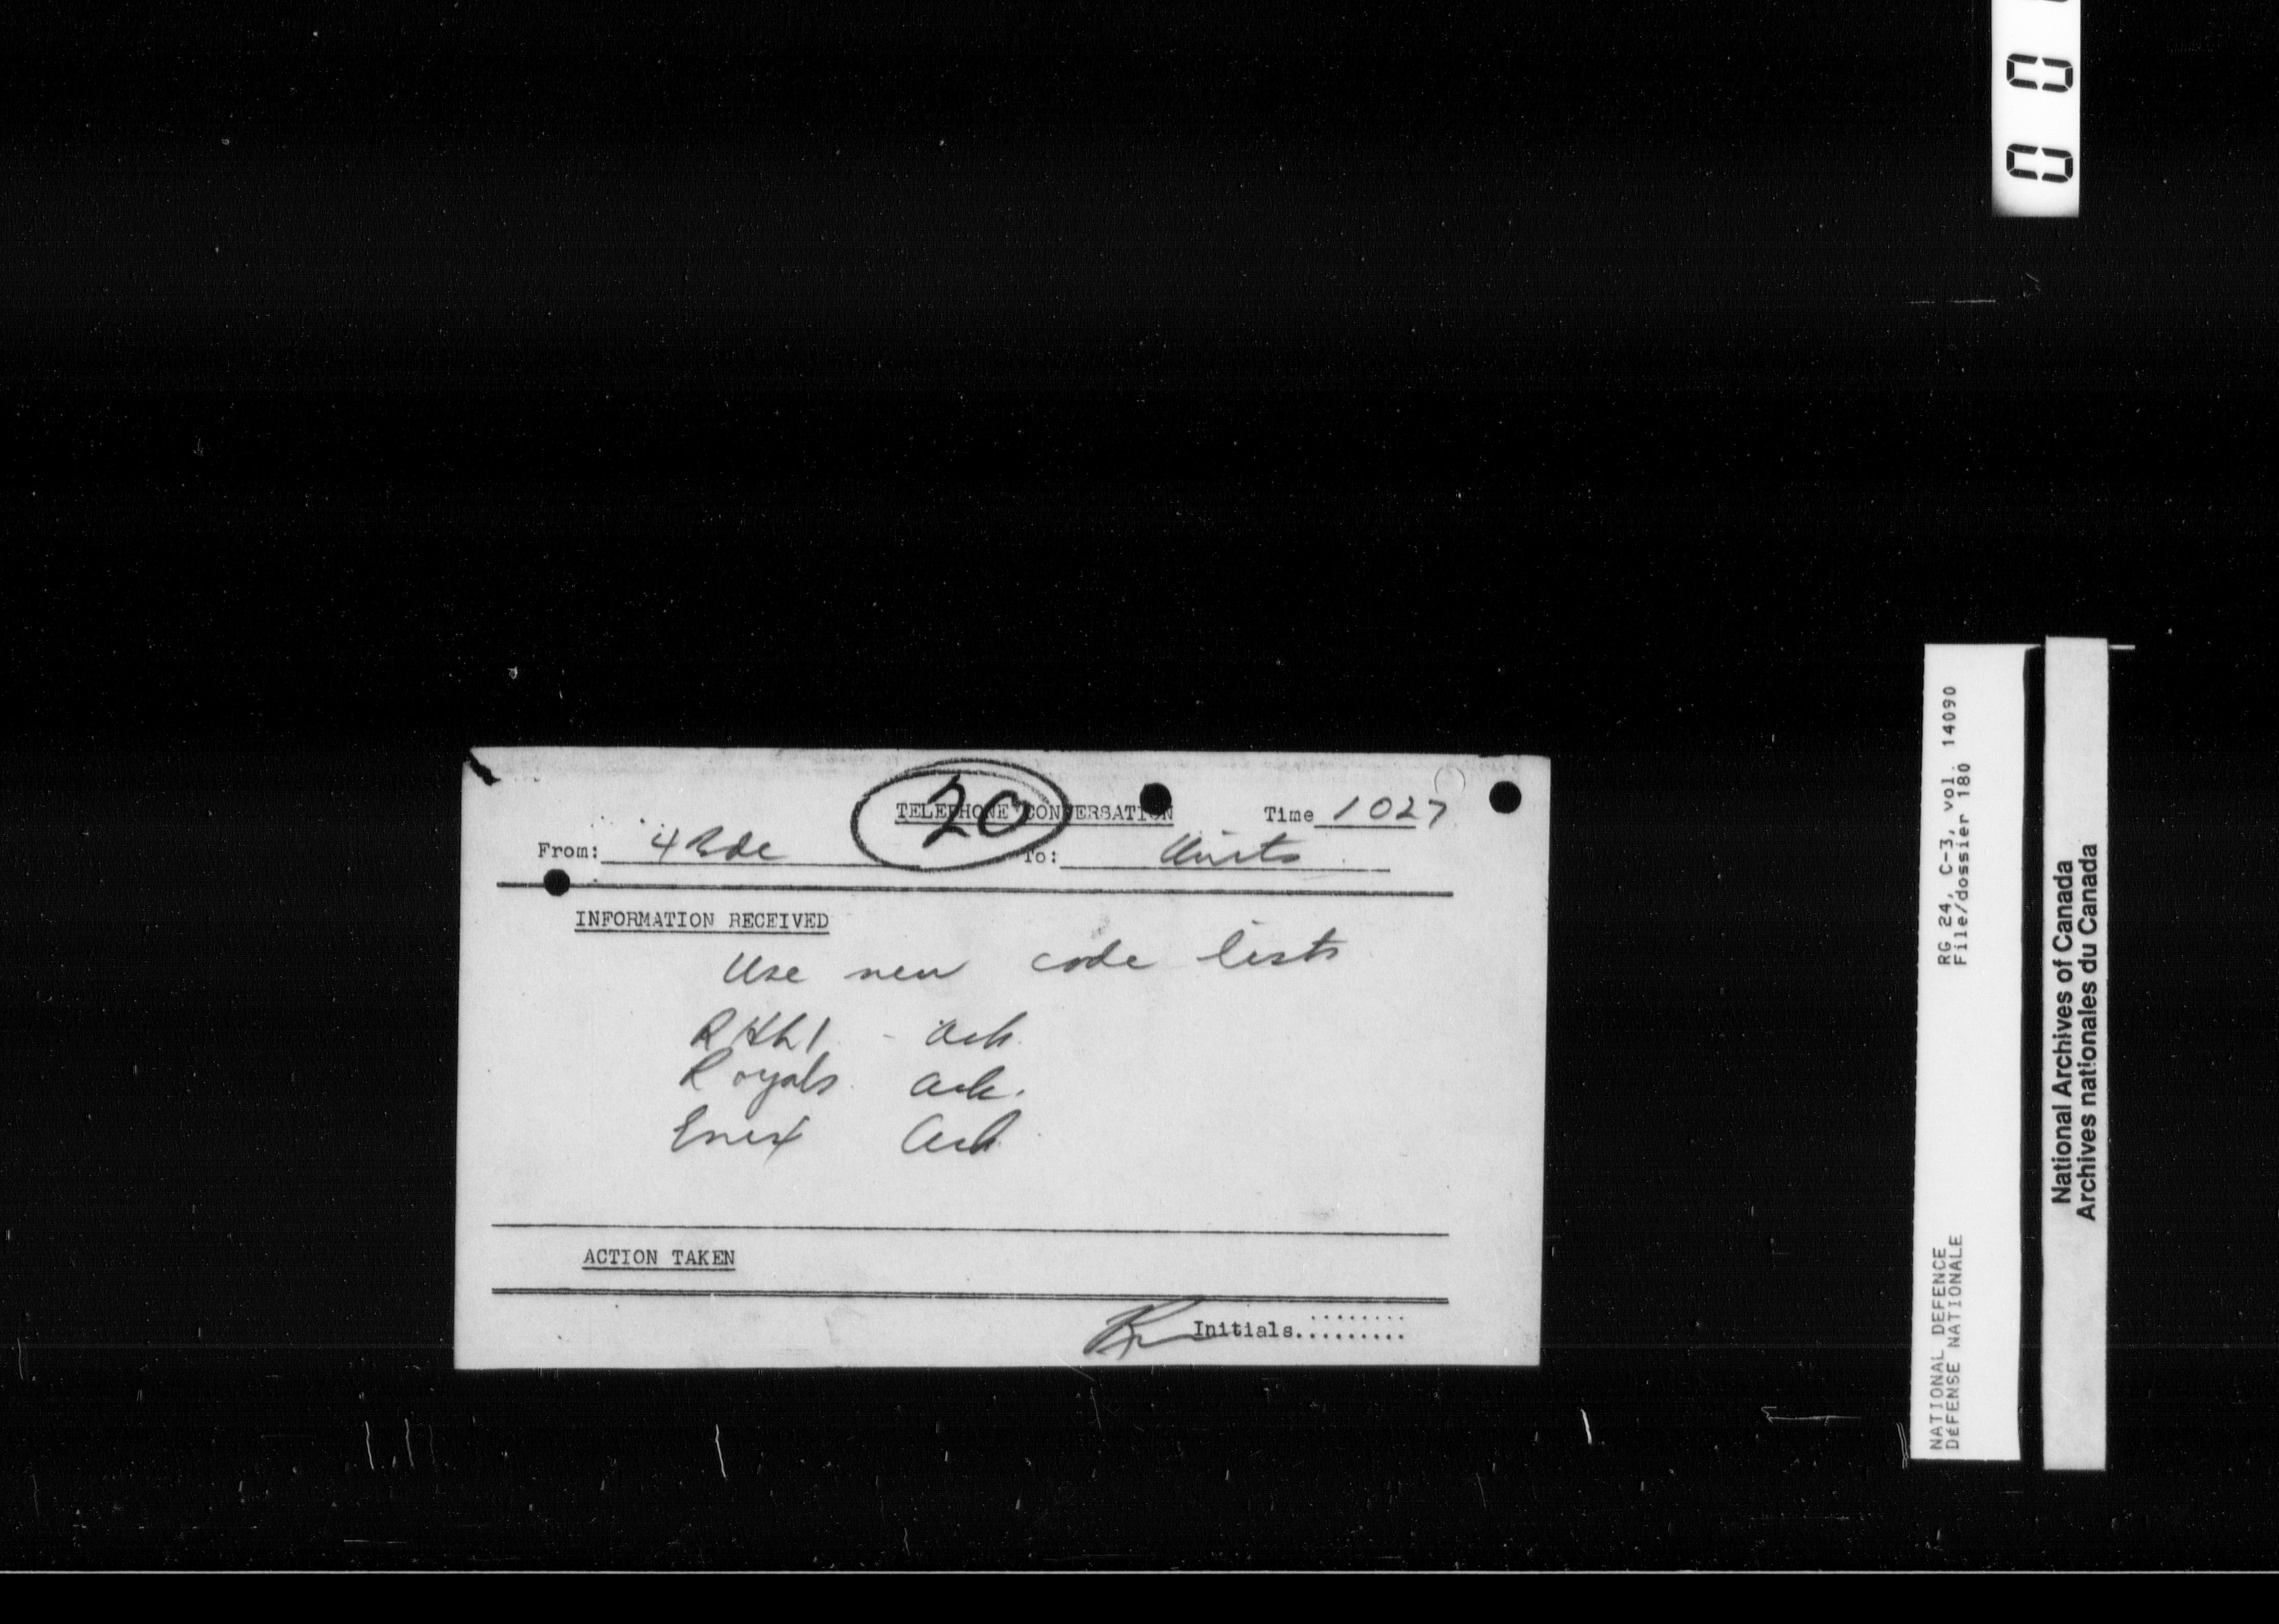 00
20
TELEPHONE CONVERSATION Time 1027
From: 4 Bde To: Units
INFORMATION RECEIVED
Use new code lists
RHLI - Ack
Royals Ack.
Essex Ack
ACTION TAKEN
Initials.........
RG 24, C-3, vol. 14090
File/dossier 180
NATIONAL DEFENCE
DÉFENSE NATIONALE
National Archives of Canada
Archives nationales du Canada